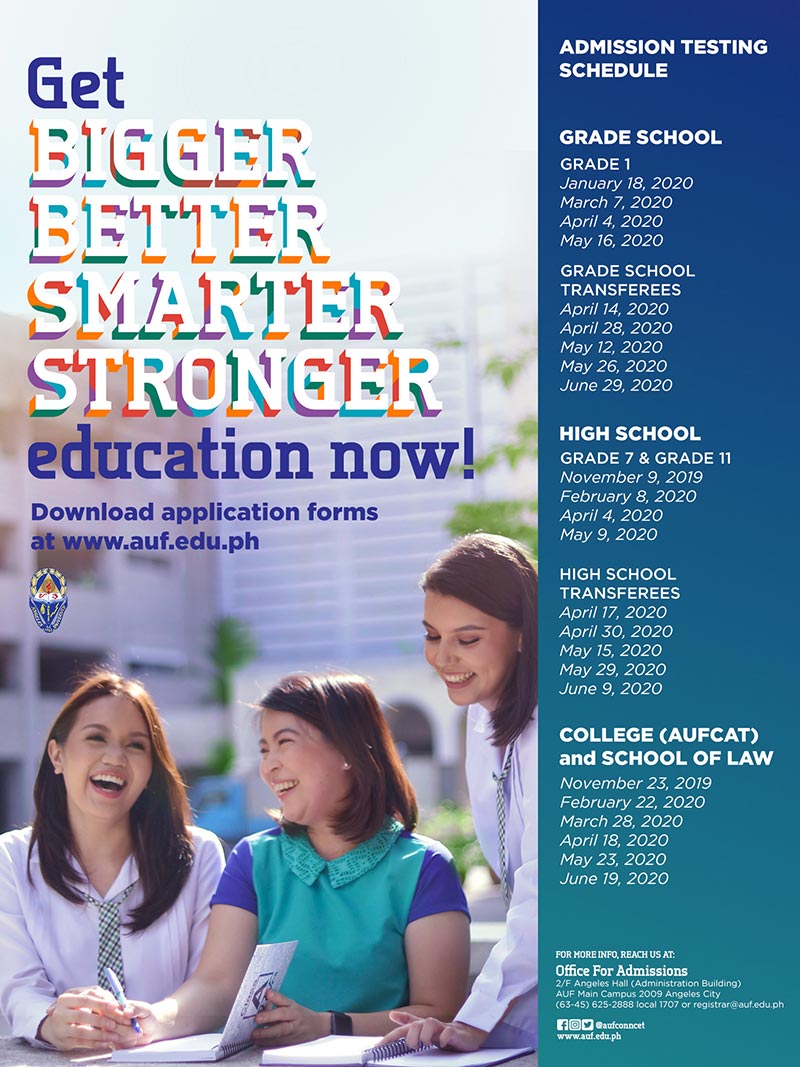 Get
BIGGER
BETTER
SMARTER
STRONGER
education now!
Download application forms
at www.auf.edu.ph
ADMISSION TESTING
SCHEDULE
GRADE SCHOOL
GRADE 1
January 18, 2020
March 7, 2020
April 4, 2020
May 16, 2020
GRADE SCHOOL
TRANSFEREES
April 14, 2020
April 28, 2020
May 12, 2020
May 26, 2020
June 29, 2020
HIGH SCHOOL
GRADE 7 & GRADE 11
November 9, 2019
February 8, 2020
April 4, 2020
May 9, 2020
HIGH SCHOOL
TRANSFEREES
April 17, 2020
April 30, 2020
May 15, 2020
May 29, 2020
June 9, 2020
COLLEGE (AUFCAT)
and SCHOOL OF LAW
November 23, 2019
February 22, 2020
March 28, 2020
April 18, 2020
May 23, 2020
June 19, 2020
FOR MORE INFO, REACH US AT:
Office For Admissions
2/F Angeles Hall (Administration Building)
AUF Main Campus 2009 Angeles City
(63-45) 625-2888 local 1707 or registrar@auf.edu.ph
@aufconncet
www.auf.edu.ph